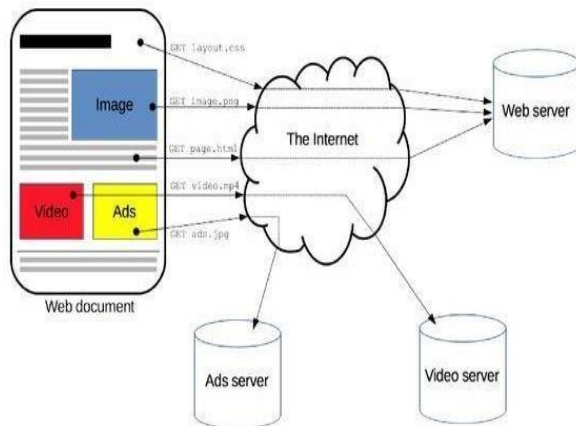 GET layout.css
Image
GET image.png
The Internet
Web server
GET page.html
Video
Ads
GET video.mp4
GET ads.jpg
Web document
Ads server
Video server